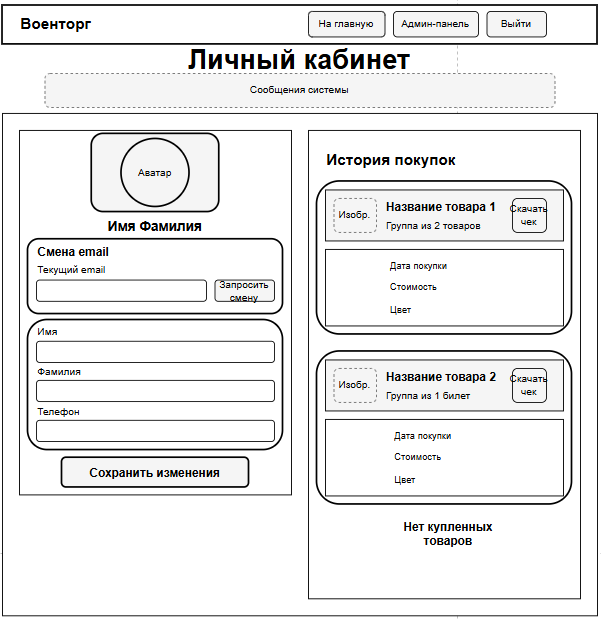 Военторг
На главную
Админ-панель
Выйти
Личный кабинет
Сообщения системы
Аватар
Имя Фамилия
Смена email
Текущий email
Запросить
смену
Имя
Фамилия
Телефон
Сохранить изменения
История покупок
Изобр.
Название товара 1
Группа из 2 товаров
Скачать
чек
Дата покупки
Стоимость
Цвет
Изобр.
Название товара 2
Группа из 1 билет
Скачать
чек
Дата покупки
Стоимость
Цвет
Нет купленных
товаров